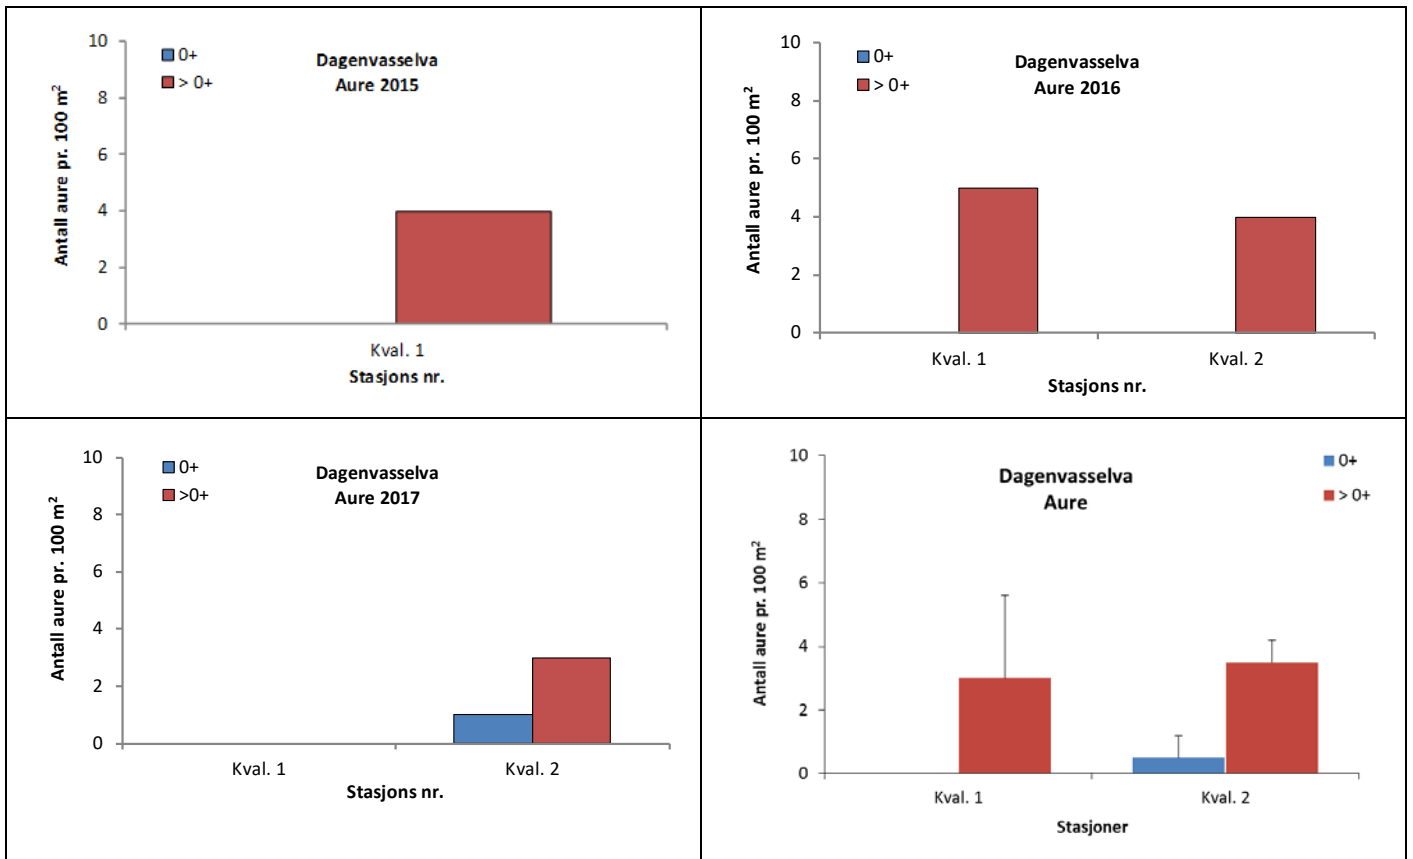 Dagenvasselva
Aure 2015
0+
> 0+
Antall aure pr. 100 m²
10
8
6
4
2
0
Kval. 1
Stasjons nr.
Dagenvasselva
Aure 2016
0+
> 0+
Antall aure pr. 100 m²
10
8
6
4
2
0
Kval. 1 Kval. 2
Stasjons nr.
Dagenvasselva
Aure 2017
0+
>0+
Antall aure pr. 100 m²
10
8
6
4
2
0
Kval. 1 Kval. 2
Stasjons nr.
Dagenvasselva
Aure
0+
> 0+
Antall aure pr. 100 m²
10
8
6
4
2
0
Kval. 1 Kval. 2
Stasjoner